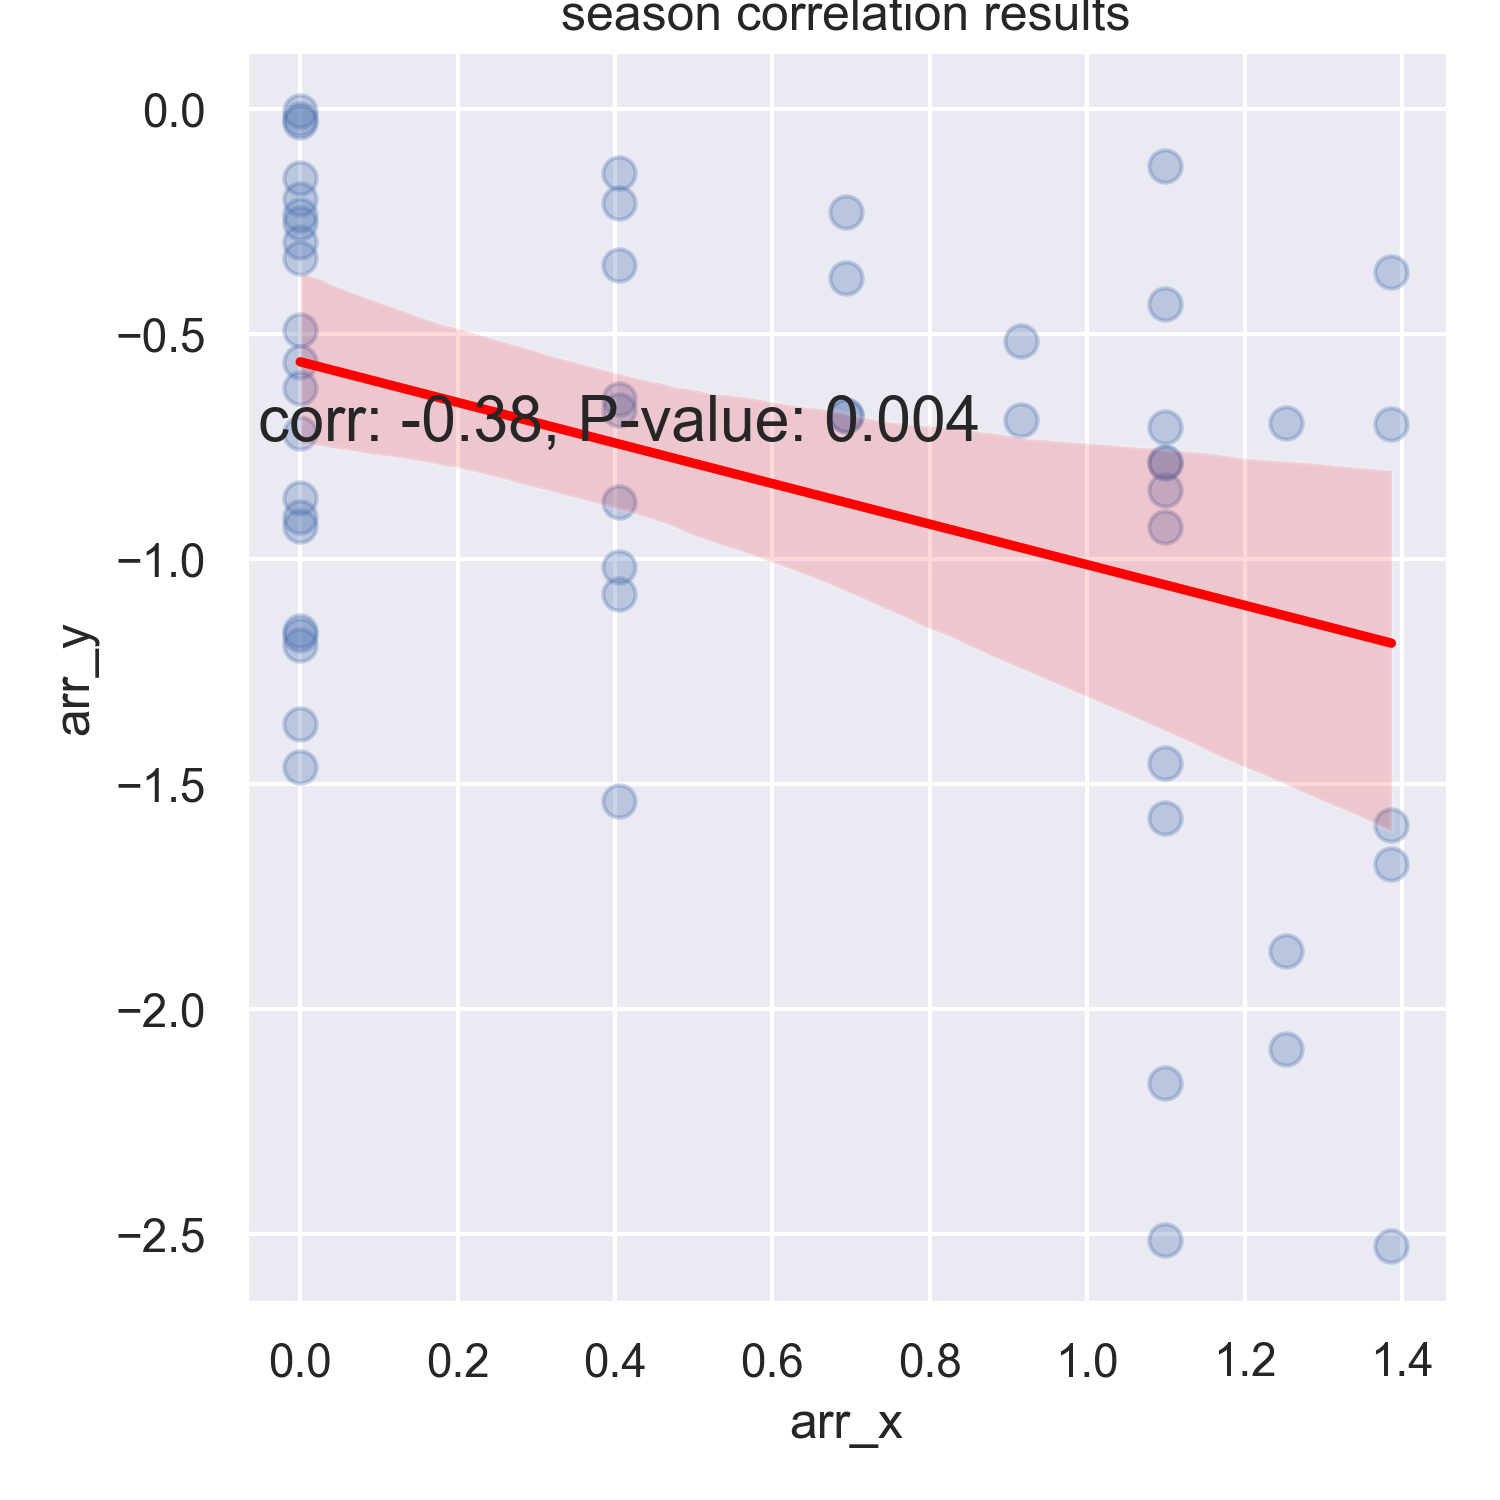 season correlation results
0.0
−0.5
−1.0
−1.5
−2.0
−2.5
arr_y
corr: -0.38, P-value: 0.004
0.0 0.2 0.4 0.6 0.8 1.0 1.2 1.4
arr_x